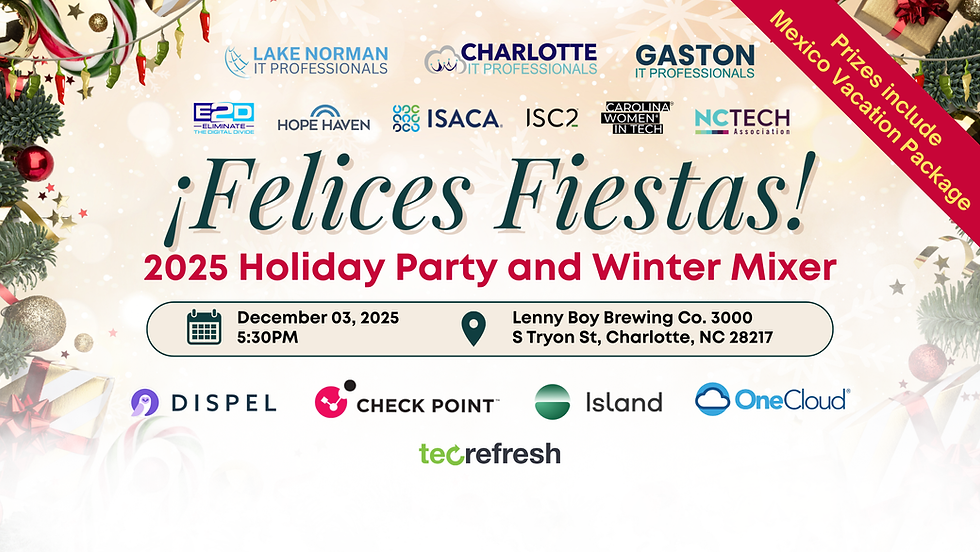 LAKE NORMAN
IT PROFESSIONALS
CHARLOTTE
IT PROFESSIONALS
GASTON
IT PROFESSIONALS
Prizes include
Mexico Vacation Package
E2D
ELIMINATE
THE DIGITAL DIVIDE
HOPE HAVEN
ISACA®
ISC2
CAROLINA
WOMEN
IN TECH
NCTECH
Association
¡Felices Fiestas!
2025 Holiday Party and Winter Mixer
December 03, 2025
5:30PM
Lenny Boy Brewing Co. 3000
S Tryon St, Charlotte, NC 28217
DISPEL
CHECK POINT™
Island
OneCloud®
tecrefresh